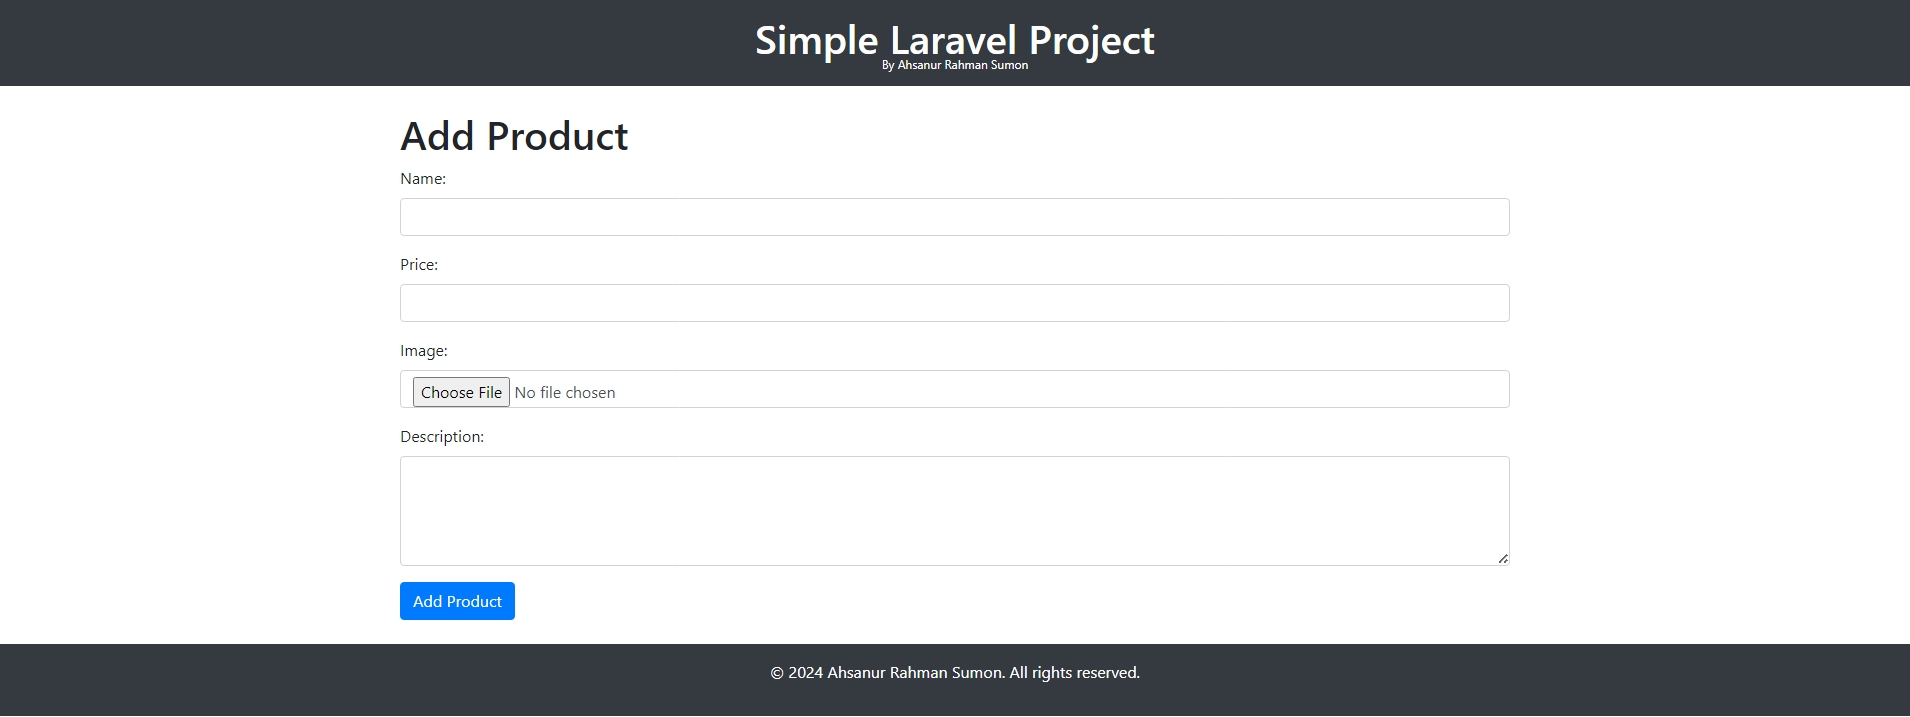 Simple Laravel Project
By Ahsanur Rahman Sumon
Add Product
Name:
Price:
Image:
Choose File No file chosen
Description:
Add Product
© 2024 Ahsanur Rahman Sumon. All rights reserved.